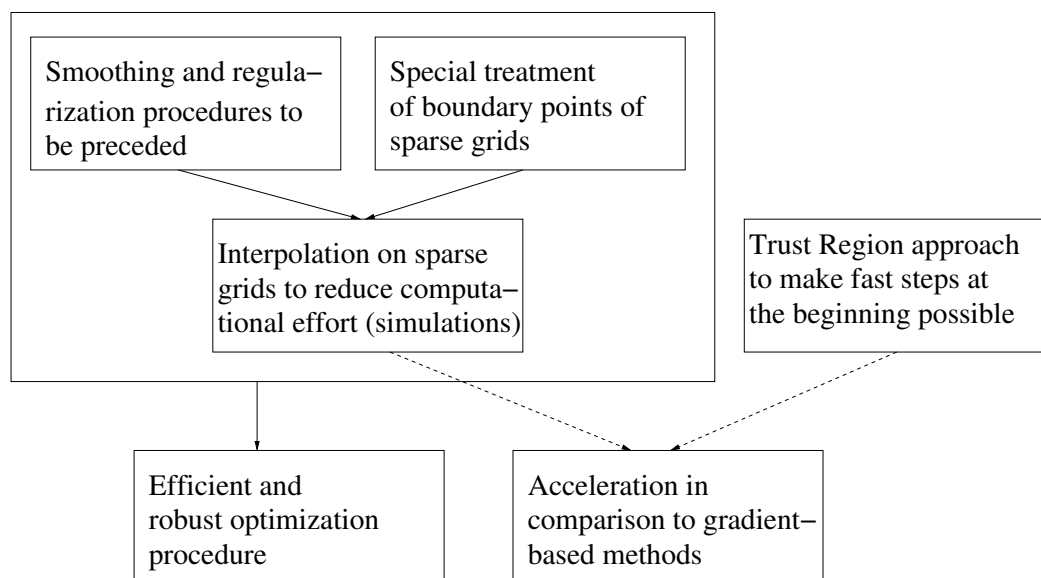 Smoothing and regula−
rization procedures to
be preceded
Special treatment
of boundary points of
sparse grids
Interpolation on sparse
grids to reduce computa−
tional effort (simulations)
Trust Region approach
to make fast steps at
the beginning possible
Efficient and
robust optimization
procedure
Acceleration in
comparison to gradient−
based methods